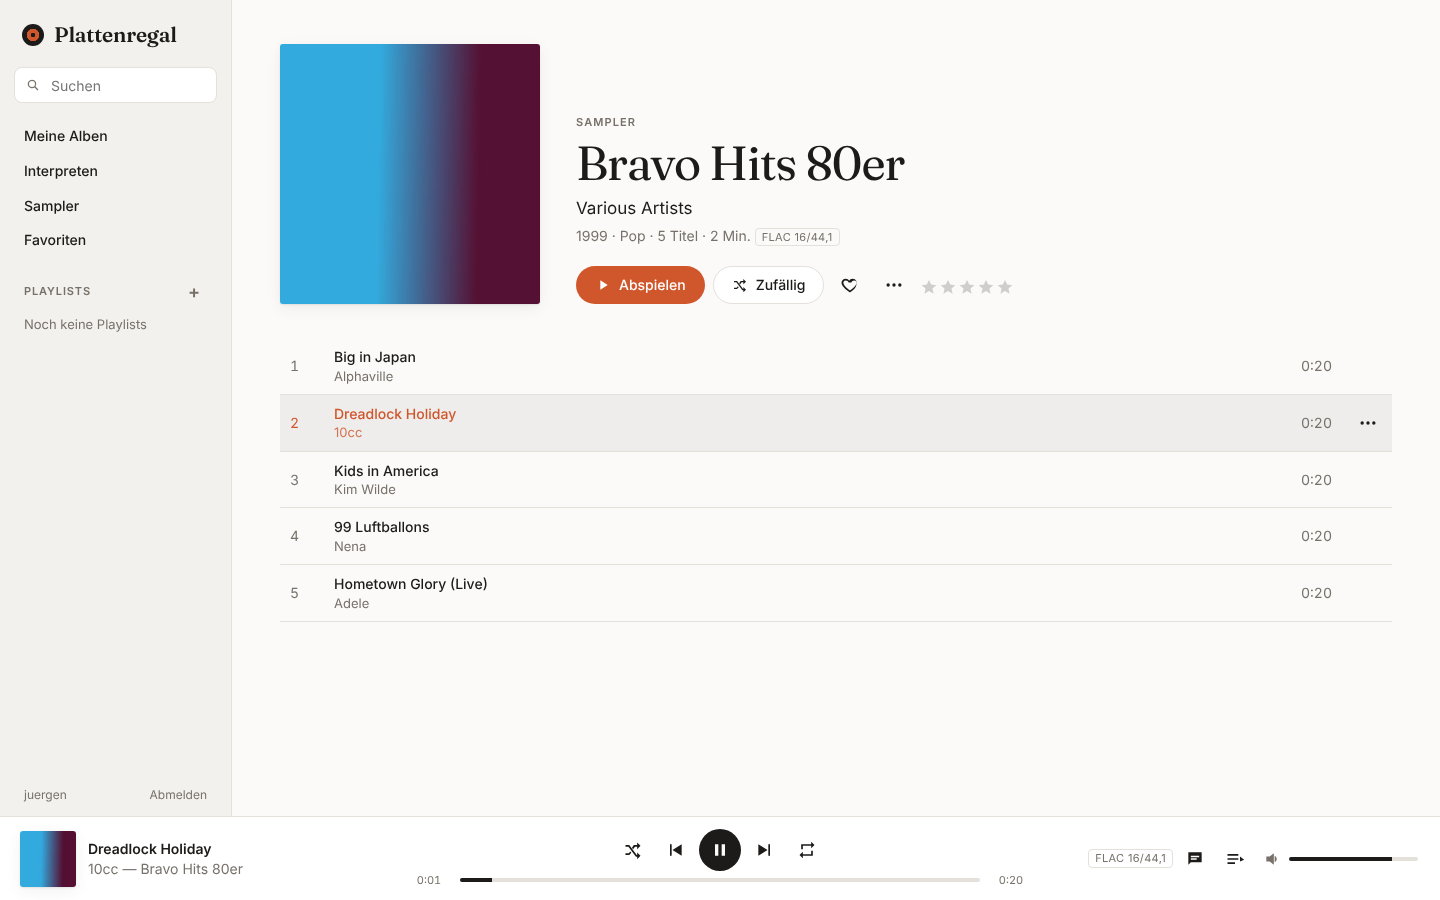 Plattenregal
Suchen
Meine Alben
Interpreten
Sampler
Favoriten
PLAYLISTS +
Noch keine Playlists
juergen Abmelden
SAMPLER
Bravo Hits 80er
Various Artists
1999 · Pop · 5 Titel · 2 Min. FLAC 16/44,1
Abspielen Zufällig
1 Big in Japan 0:20
Alphaville
2 Dreadlock Holiday 0:20
10cc
3 Kids in America 0:20
Kim Wilde
4 99 Luftballons 0:20
Nena
5 Hometown Glory (Live) 0:20
Adele
Dreadlock Holiday
10cc — Bravo Hits 80er
0:01 0:20
FLAC 16/44,1